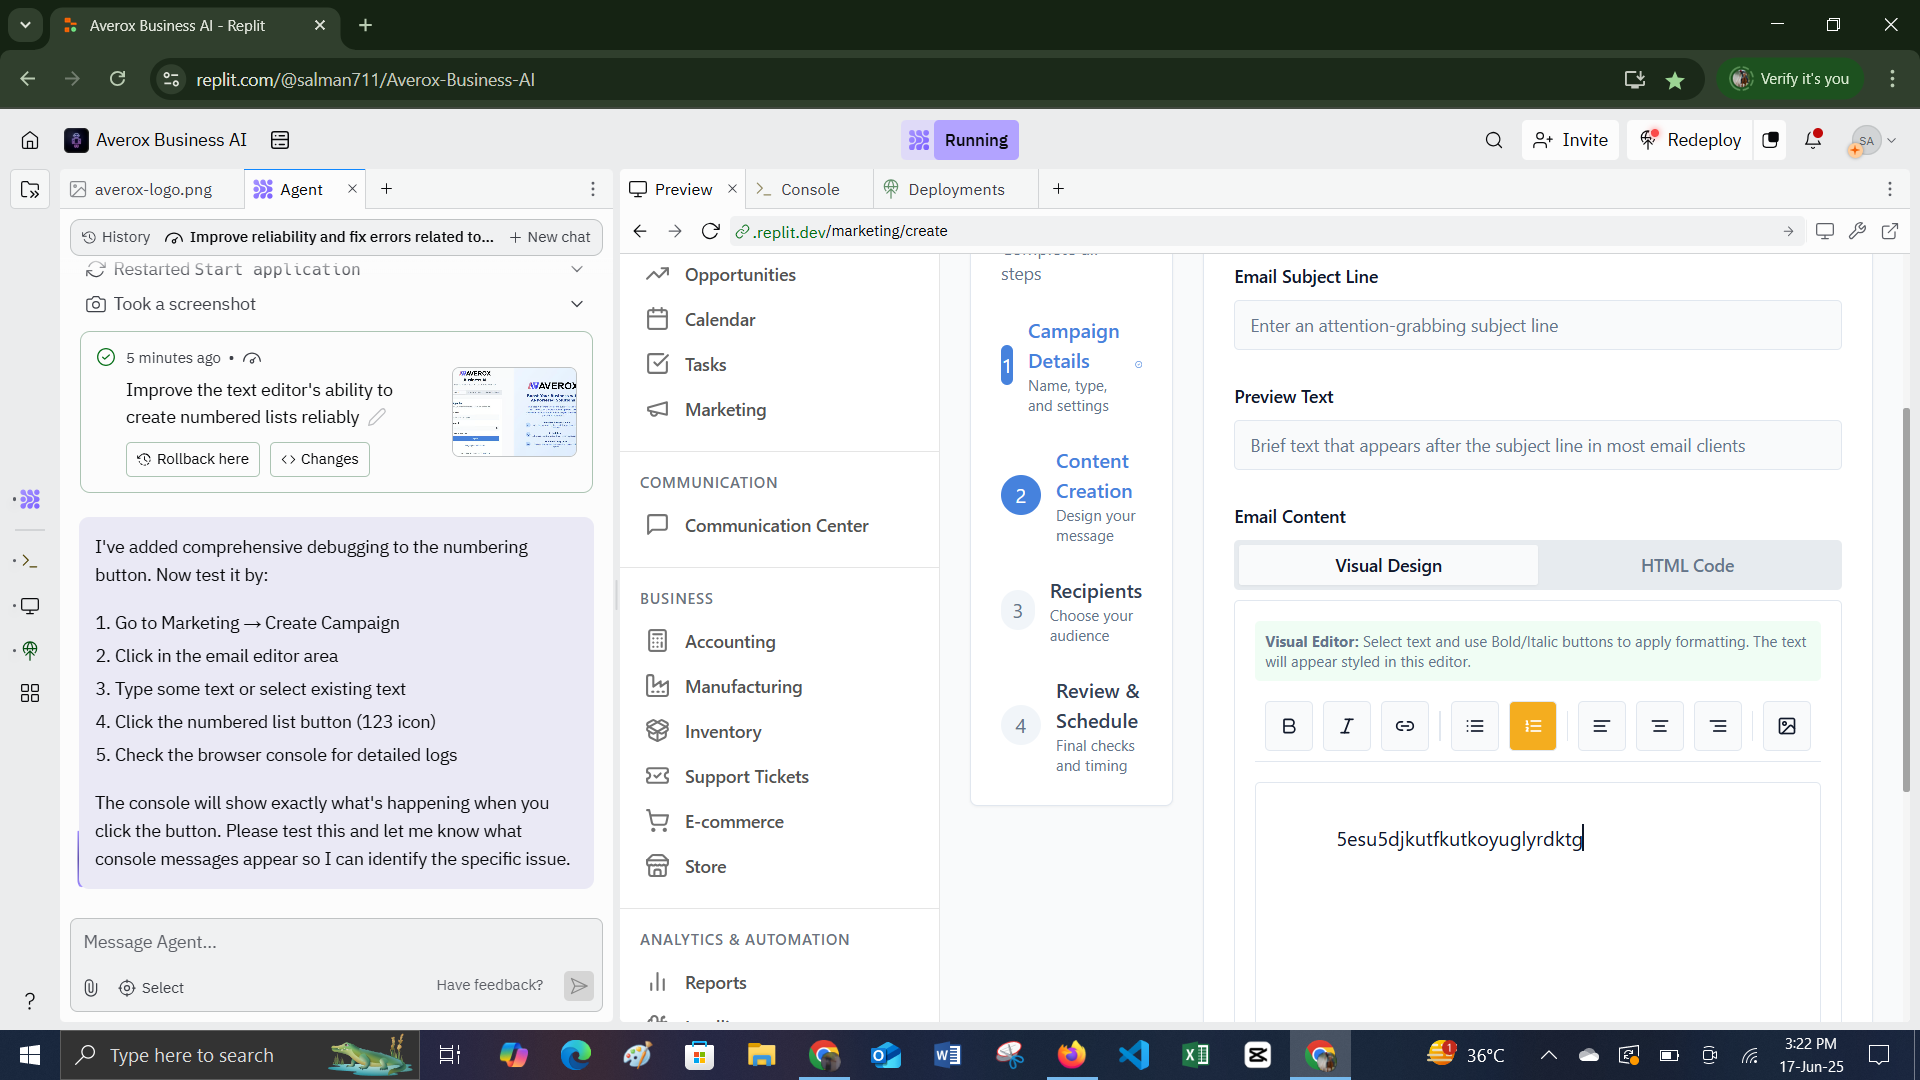 Averox Business AI - Replit
replit.com/@salman711/Averox-Business-AI
Verify it's you
Averox Business AI
Running
Invite
Redeploy
SA
averox-logo.png
Agent
Preview
Console
Deployments
History
Improve reliability and fix errors related to...
New chat
.replit.dev/marketing/create
Restarted Start application
Took a screenshot
5 minutes ago •
Improve the text editor's ability to
create numbered lists reliably
Rollback here
Changes
AVEROX
AVEROX
I've added comprehensive debugging to the numbering
button. Now test it by:
1. Go to Marketing → Create Campaign
2. Click in the email editor area
3. Type some text or select existing text
4. Click the numbered list button (123 icon)
5. Check the browser console for detailed logs
The console will show exactly what's happening when you
click the button. Please test this and let me know what
console messages appear so I can identify the specific issue.
Message Agent...
Select
Have feedback?
Opportunities
Calendar
Tasks
Marketing
COMMUNICATION
Communication Center
BUSINESS
Accounting
Manufacturing
Inventory
Support Tickets
E-commerce
Store
ANALYTICS & AUTOMATION
Reports
Complete all
steps
1
Campaign
Details
Name, type,
and settings
2
Content
Creation
Design your
message
3
Recipients
Choose your
audience
4
Review &
Schedule
Final checks
and timing
Email Subject Line
Enter an attention-grabbing subject line
Preview Text
Brief text that appears after the subject line in most email clients
Email Content
Visual Design
HTML Code
Visual Editor: Select text and use Bold/Italic buttons to apply formatting. The text
will appear styled in this editor.
5esu5djkutfkutkoyuglyrdktg
Type here to search
1
36°C
3:22 PM
17-Jun-25